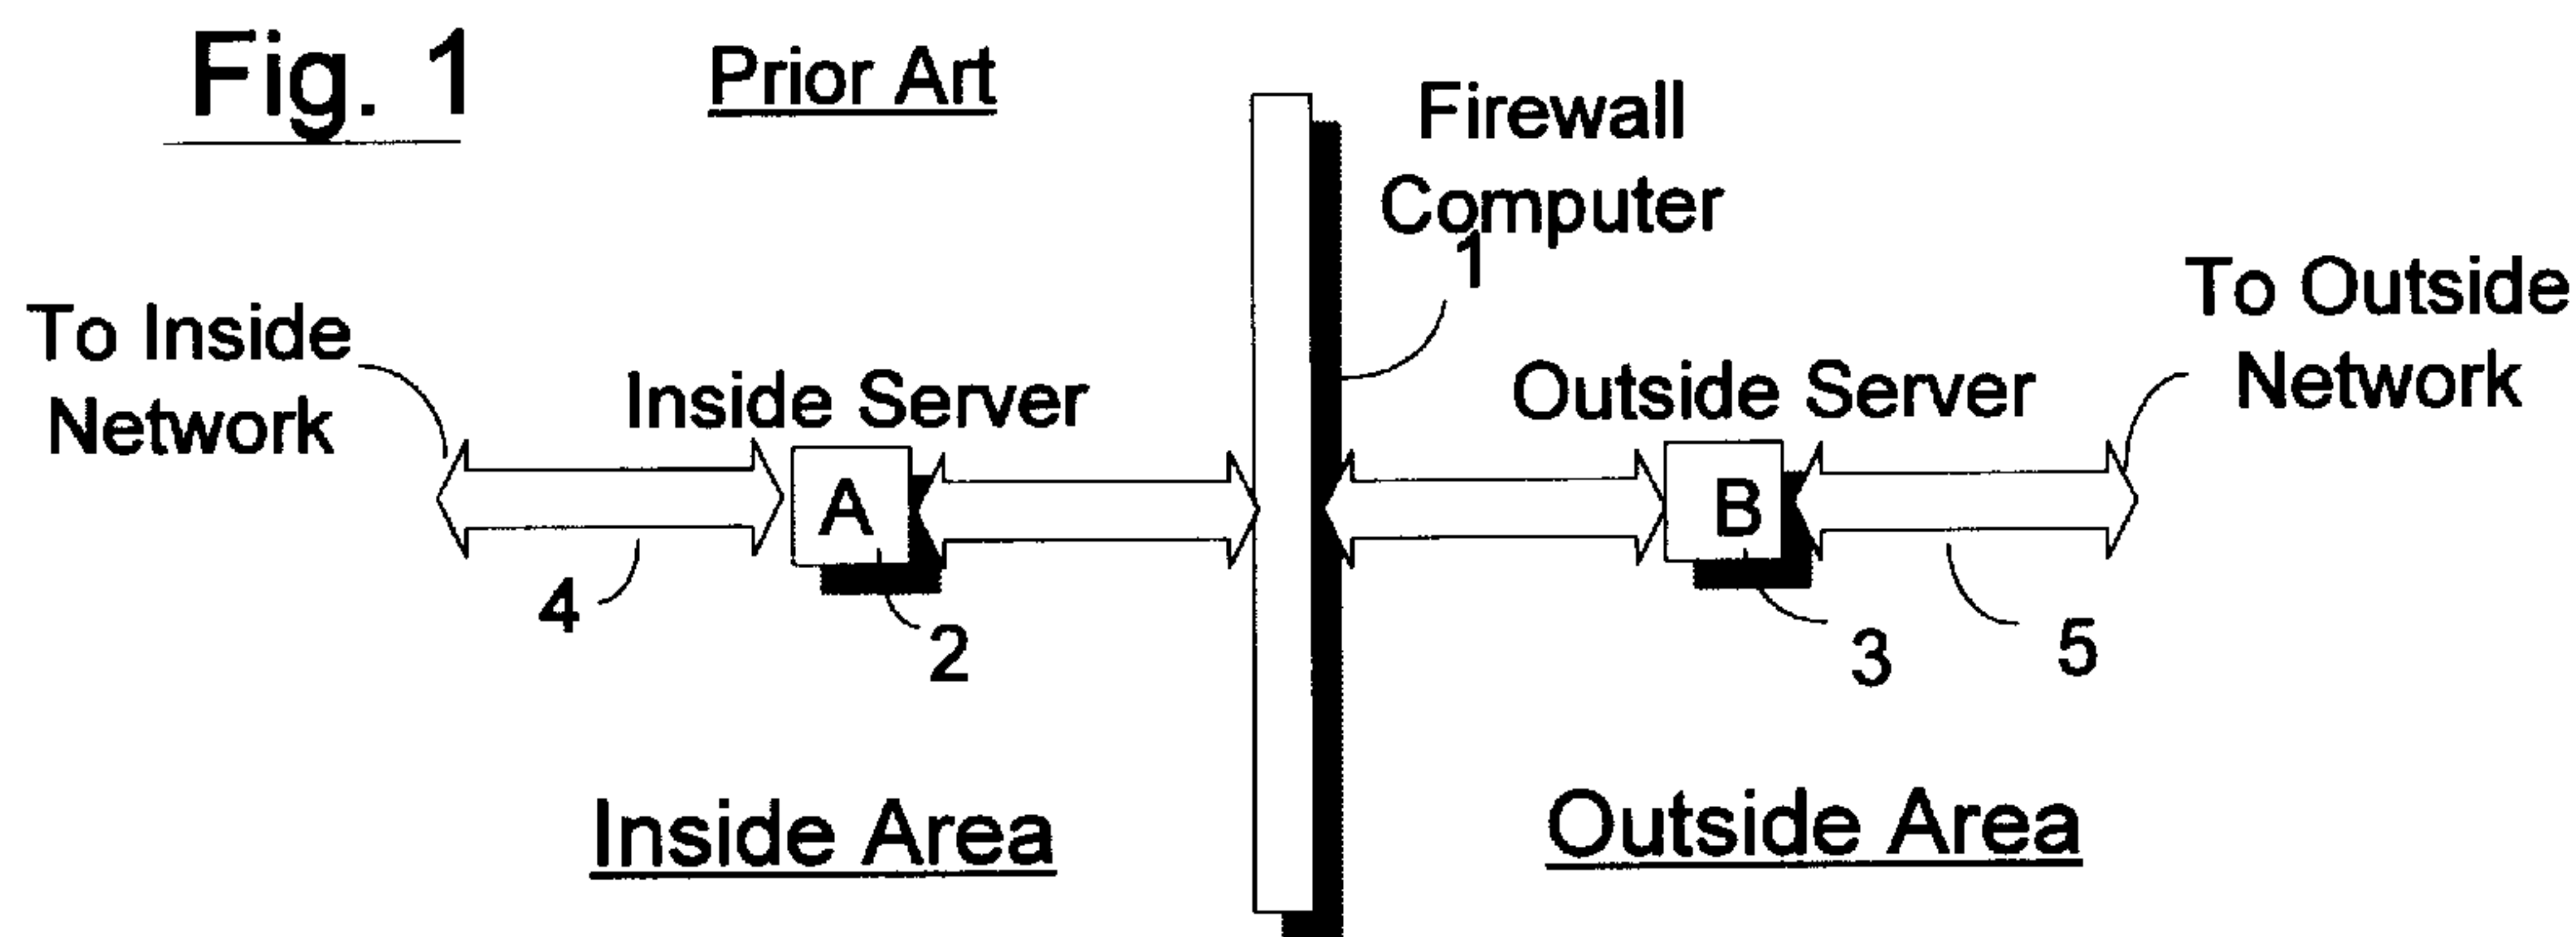 Fig. 1
Prior Art
Firewall
Computer
1
To Inside
Network
Inside Server
Outside Server
To Outside
Network
A
B
4
2
3
5
Inside Area
Outside Area